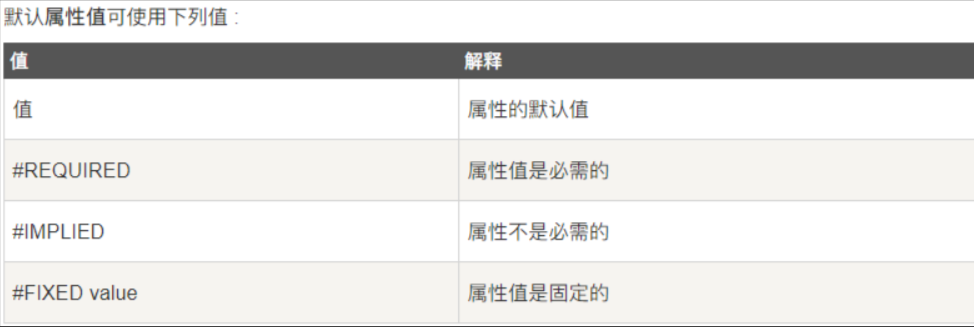 默认属性值可使用下列值 :
值 解释
值 属性的默认值
#REQUIRED 属性值是必需的
#IMPLIED 属性不是必需的
#FIXED value 属性值是固定的